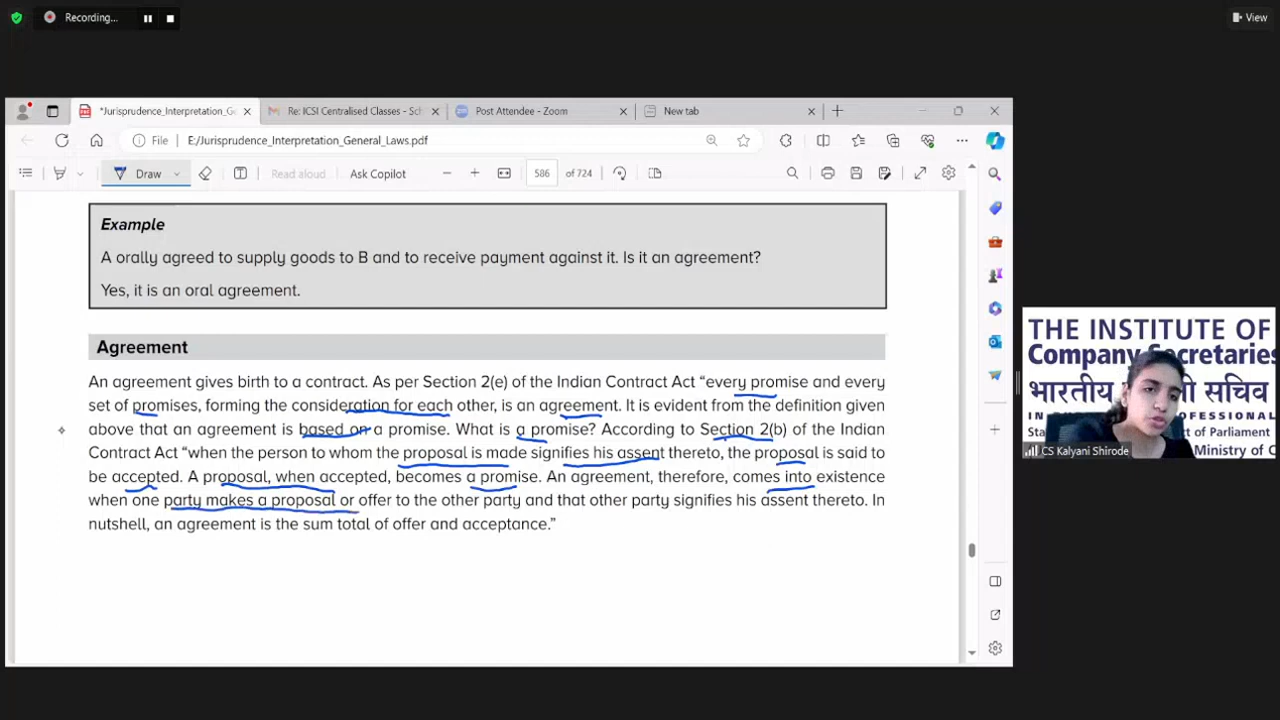 Recording...
View
*Jurisprudence_Interpretation_Ge
Re: ICSI Centralised Classes - Sch
Post Attendee - Zoom
New tab
File
E:/Jurisprudence_Interpretation_General_Laws.pdf
Draw
Read aloud
Ask Copilot
586
of 724
Example
A orally agreed to supply goods to B and to receive payment against it. Is it an agreement?
Yes, it is an oral agreement.
Agreement
An agreement gives birth to a contract. As per Section 2(e) of the Indian Contract Act “every promise and every
set of promises, forming the consideration for each other, is an agreement. It is evident from the definition given
above that an agreement is based on a promise. What is a promise? According to Section 2(b) of the Indian
Contract Act “when the person to whom the proposal is made signifies his assent thereto, the proposal is said to
be accepted. A proposal, when accepted, becomes a promise. An agreement, therefore, comes into existence
when one party makes a proposal or offer to the other party and that other party signifies his assent thereto. In
nutshell, an agreement is the sum total of offer and acceptance.”
THE INSTITUTE OF
Company Secretaries
भारतीय सचिव
PROFESSIONAL
of Parliament
Ministry of C
CS Kalyani Shirode